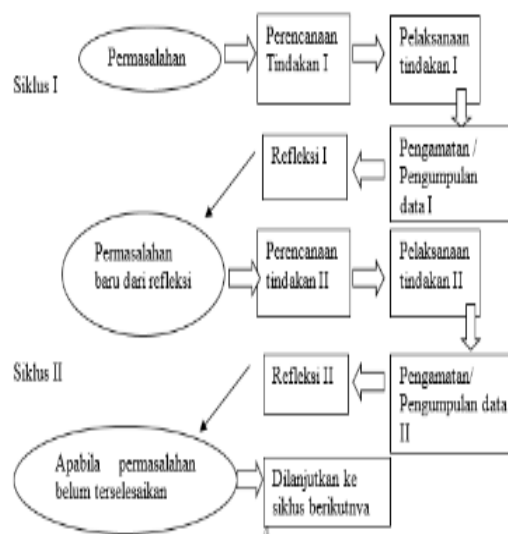 Permasalahan
Perencanaan
Tindakan I
Pelaksanaan
tindakan I
Siklus I
Refleksi I
Pengamatan /
Pengumpulan
data I
Permasalahan
baru dari refleksi
Perencanaan
tindakan II
Pelaksanaan
tindakan II
Siklus II
Refleksi II
Pengamatan/
Pengumpulan data
II
Apabila permasalahan
belum terselesaikan
Dilanjutkan ke
siklus berikutnya